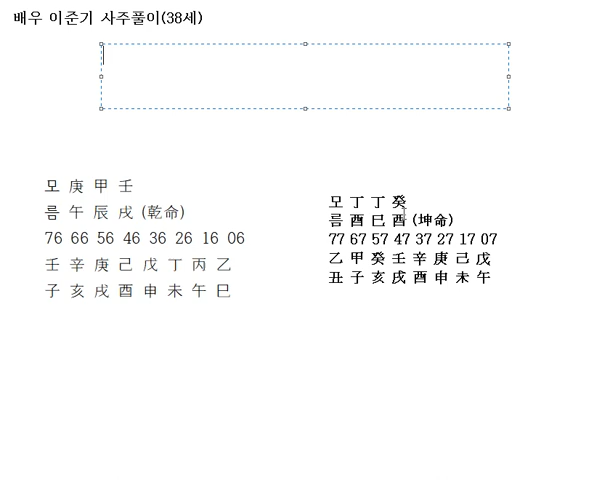 배우 이준기 사주풀이(38세)
모 庚 甲 壬
름 午 辰 戌 (乾命)
76 66 56 46 36 26 16 06
壬 辛 庚 己 戊 丁 丙 乙
子 亥 戌 酉 申 未 午 巳
모 丁 丁 癸
름 酉 巳 酉 (坤命)
77 67 57 47 37 27 17 07
乙 甲 癸 壬 辛 庚 己 戊
丑 子 亥 戌 酉 申 未 午